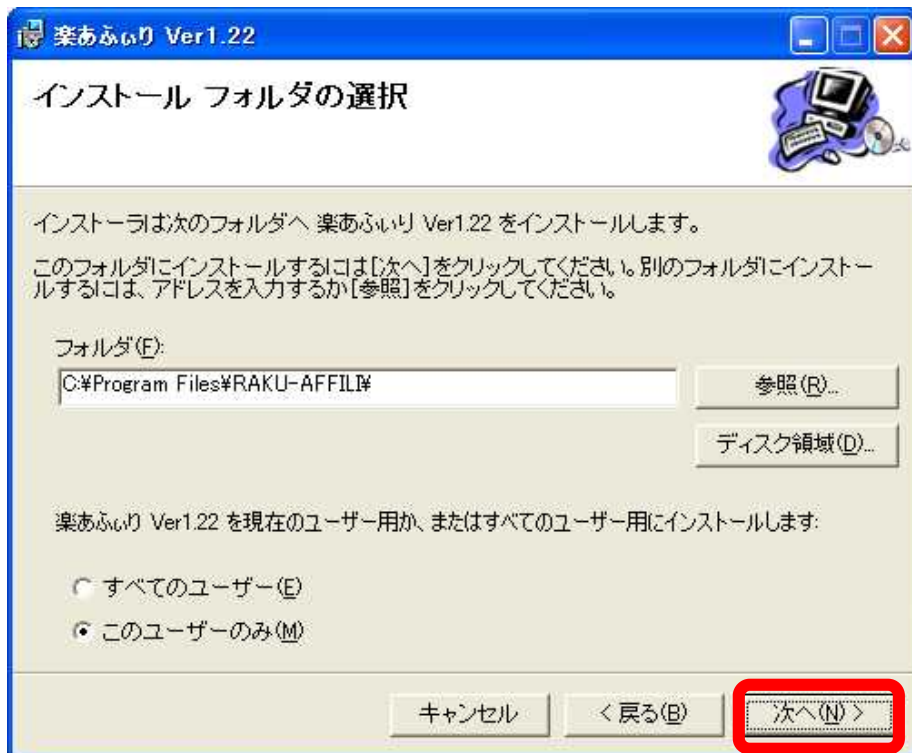 楽あふぃり Ver1.22
インストール フォルダの選択
インストーラは次のフォルダへ 楽あふぃり Ver1.22 をインストールします。
このフォルダにインストールするには[次へ]をクリックしてください。別のフォルダにインストー
ルするには、アドレスを入力するか[参照]をクリックしてください。
フォルダ(F):
C:¥Program Files¥RAKU-AFFILI¥
参照(R)...
ディスク領域(D)...
楽あふぃり Ver1.22 を現在のユーザー用か、またはすべてのユーザー用にインストールします:
すべてのユーザー(E)
このユーザーのみ(M)
キャンセル
< 戻る(B)
次へ(N) >